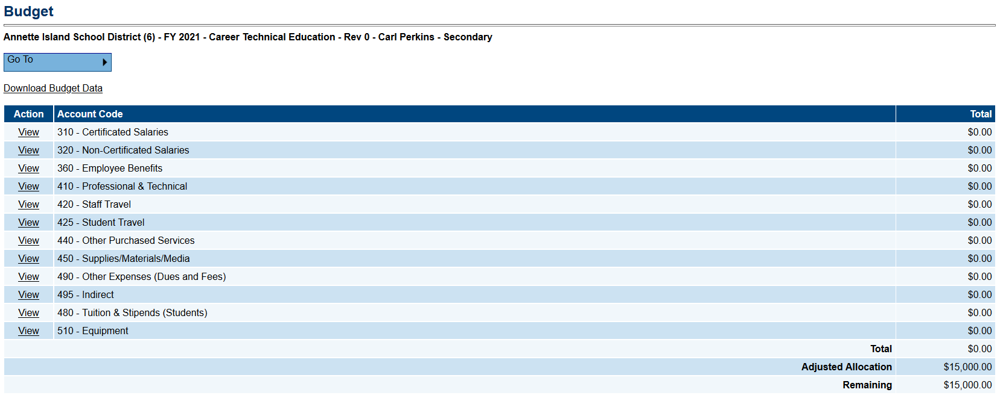 Budget
Annette Island School District (6) - FY 2021 - Career Technical Education - Rev 0 - Carl Perkins - Secondary
Go To
Download Budget Data
Action Account Code Total
View 310 - Certificated Salaries $0.00
View 320 - Non-Certificated Salaries $0.00
View 360 - Employee Benefits $0.00
View 410 - Professional & Technical $0.00
View 420 - Staff Travel $0.00
View 425 - Student Travel $0.00
View 440 - Other Purchased Services $0.00
View 450 - Supplies/Materials/Media $0.00
View 490 - Other Expenses (Dues and Fees) $0.00
View 495 - Indirect $0.00
View 480 - Tuition & Stipends (Students) $0.00
View 510 - Equipment $0.00
Total $0.00
Adjusted Allocation $15,000.00
Remaining $15,000.00